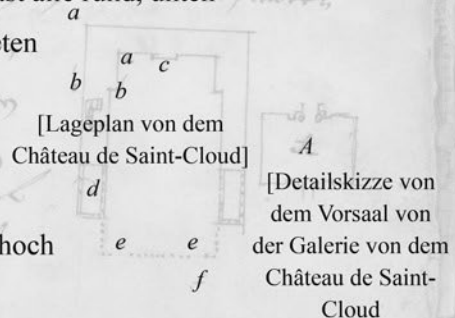 a
eten
a
c
b
b
[Lageplan von dem
Château de Saint-Cloud]
A
d
[Detailskizze von
dem Vorsaal von
der Galerie von dem
Château de Saint-
Cloud
hoch
e
e
f